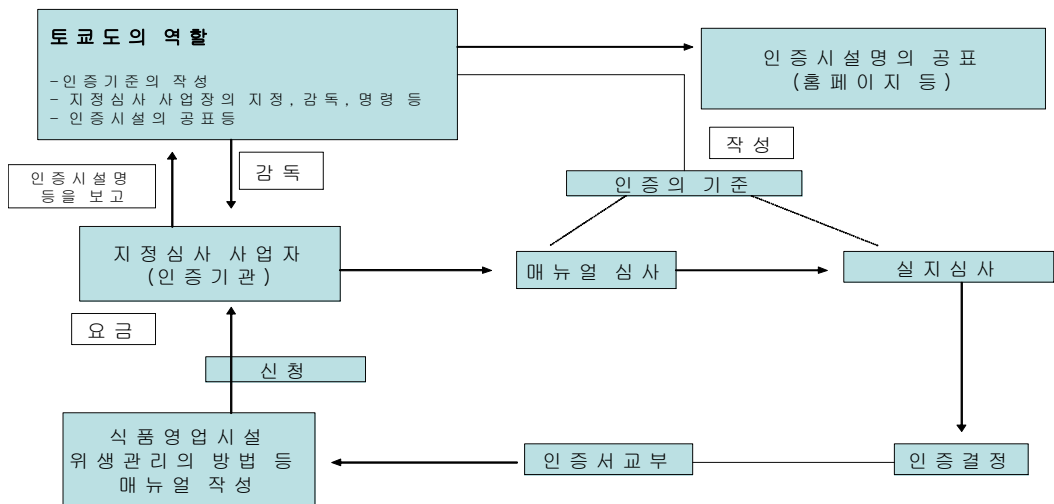 토쿄도의 역할
-인증기준의 작성
- 지정심사 사업장의 지정, 감독, 명령 등
- 인증시설의 공표등
인증시설명의 공표
(홈페이지 등)
작성
인증시설명
등을 보고
감독
인증의 기준
지정심사 사업자
(인증기관)
매뉴얼 심사
실지심사
요금
신청
식품영업시설
위생관리의 방법 등
매뉴얼 작성
인증서교부
인증결정